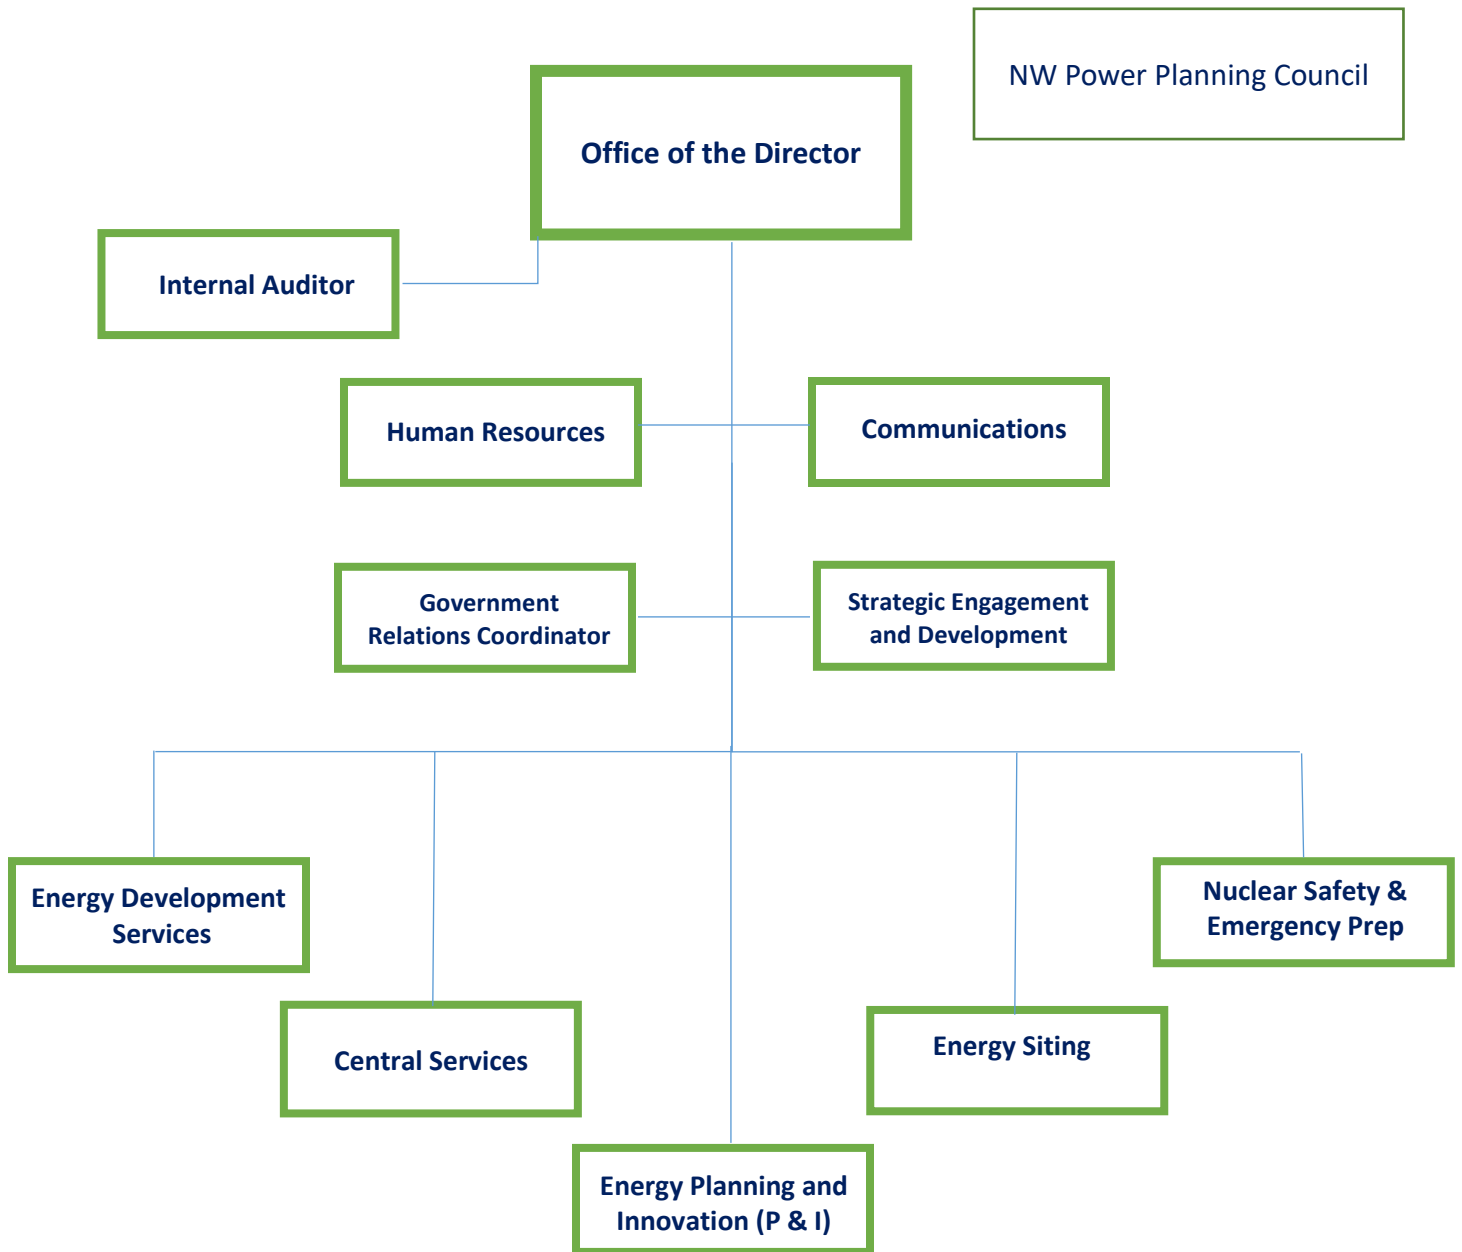 NW Power Planning Council
Office of the Director
Internal Auditor
Human Resources
Communications
Government
Relations Coordinator
Strategic Engagement
and Development
Energy Development
Services
Nuclear Safety &
Emergency Prep
Central Services
Energy Siting
Energy Planning and
Innovation (P & I)